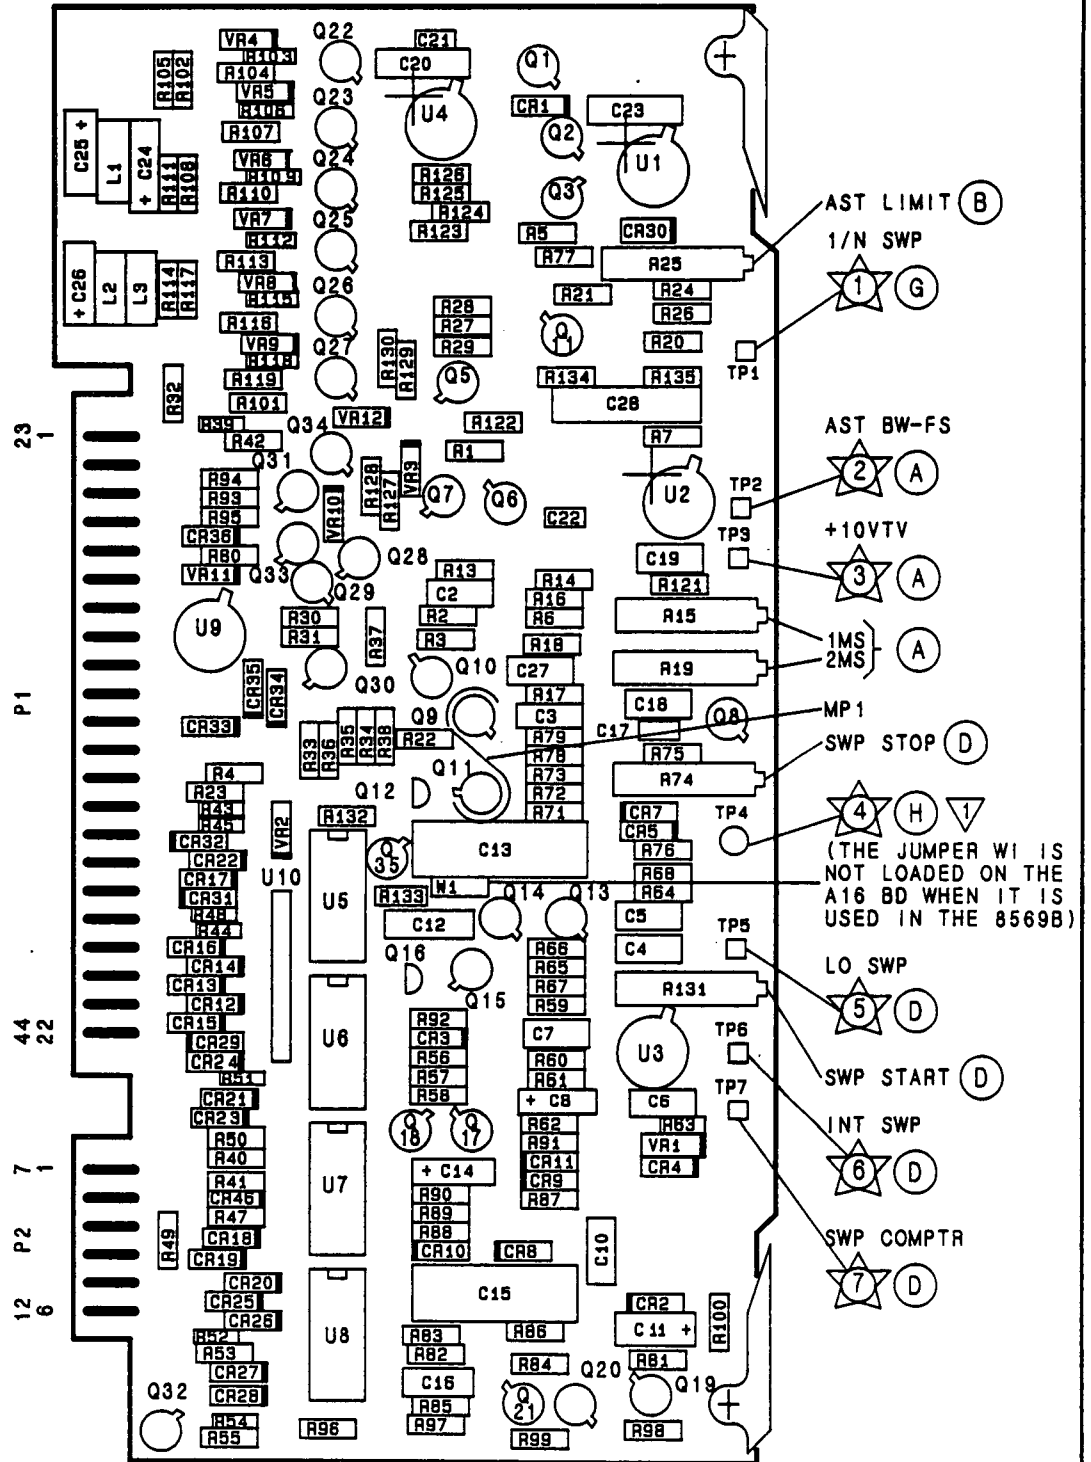 VR4
R103
R104
VR5
R106
R107
VR6
R109
R110
VR7
R112
R113
VR8
R115
R116
VR9
R118
R119
R101
R105
R102
C25 +
L1
+ C24
R111
R108
+ C26
L2
L3
R114
R117
R32
Q22
Q23
Q24
Q25
Q26
Q27
Q34
C21
C20
U4
R126
R125
R124
R123
R28
R27
R29
R130
R129
Q5
VR12
R122
R1
Q1
CR1
Q2
Q3
R5
R77
R21
R134
C23
U1
CR30
R25
R24
R26
R20
R135
C28
R7
U2
TP1
TP2
TP3
AST LIMIT B
1/N SWP
1 G
AST BW-FS
2 A
+10VTV
3 A
1MS
2MS
A
MP1
SWP STOP D
4 H 1
(THE JUMPER W1 IS
NOT LOADED ON THE
A16 BD WHEN IT IS
USED IN THE 8569B)
LO SWP
5 D
SWP START D
INT SWP
6 D
SWP COMPTR
7 D
23
1
P1
44
22
7
1
P2
12
6
R39
R42
Q31
R94
R93
R95
CR36
R80
VR11
Q33
U9
VR10
R128
R127
VR3
Q7
Q6
C22
Q28
Q29
R30
R31
R37
Q30
CR35
CR34
CR33
R33
R36
R35
R34
R38
R13
C2
R2
R3
Q10
Q9
R22
Q11
Q12
R14
R16
R6
R18
C27
R17
C3
R79
R78
R73
R72
R71
C19
R121
R15
R19
C18
C17
Q8
R75
R74
CR7
CR5
R76
TP4
R68
R64
C5
C4
TP5
R131
TP6
U3
TP7
C6
R63
VR1
CR4
R4
R23
R43
R45
CR32
CR22
CR17
CR31
R48
R44
CR16
CR14
CR13
CR12
CR15
CR29
CR24
R51
CR21
CR23
R50
R40
R41
CR46
R47
CR18
CR19
R49
CR20
CR25
CR26
R52
R53
CR27
CR28
R54
R55
Q32
VR2
U10
R132
U5
U6
U7
U8
R96
Q
35
C13
W1
R133
C12
Q14
Q13
Q16
Q15
R66
R65
R67
R59
C7
R60
R61
+ C8
R62
R91
CR11
CR9
R87
R92
CR3
R56
R57
R58
Q
18
Q
17
+ C14
R90
R89
R88
CR10
CR8
C10
C15
R83
R82
R86
R84
C16
R85
R97
Q
21
Q20
R99
CR2
C11 +
R100
R81
Q19
R98